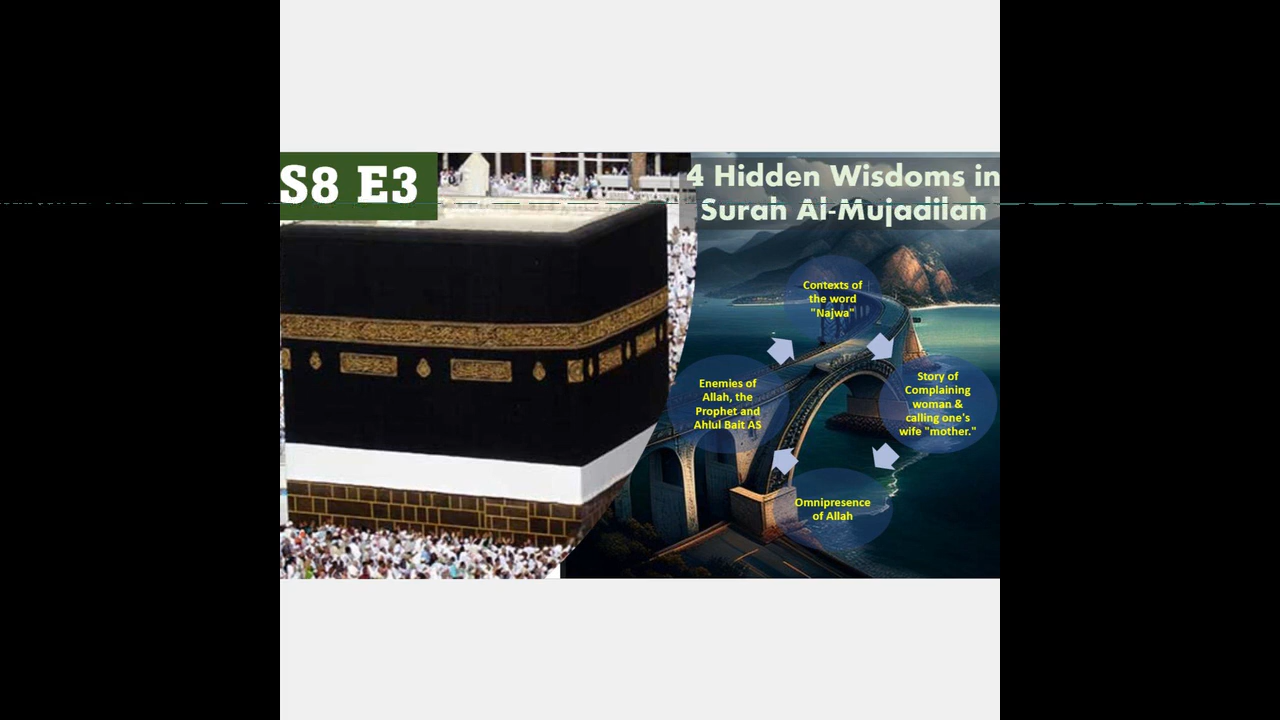 S8 E3
4 Hidden Wisdoms in
Surah Al-Mujadilah
Contexts of
the word
"Najwa"
Story of
Complaining
woman &
calling one's
wife "mother."
Omnipresence
of Allah
Enemies of
Allah, the
Prophet and
Ahlul Bait AS